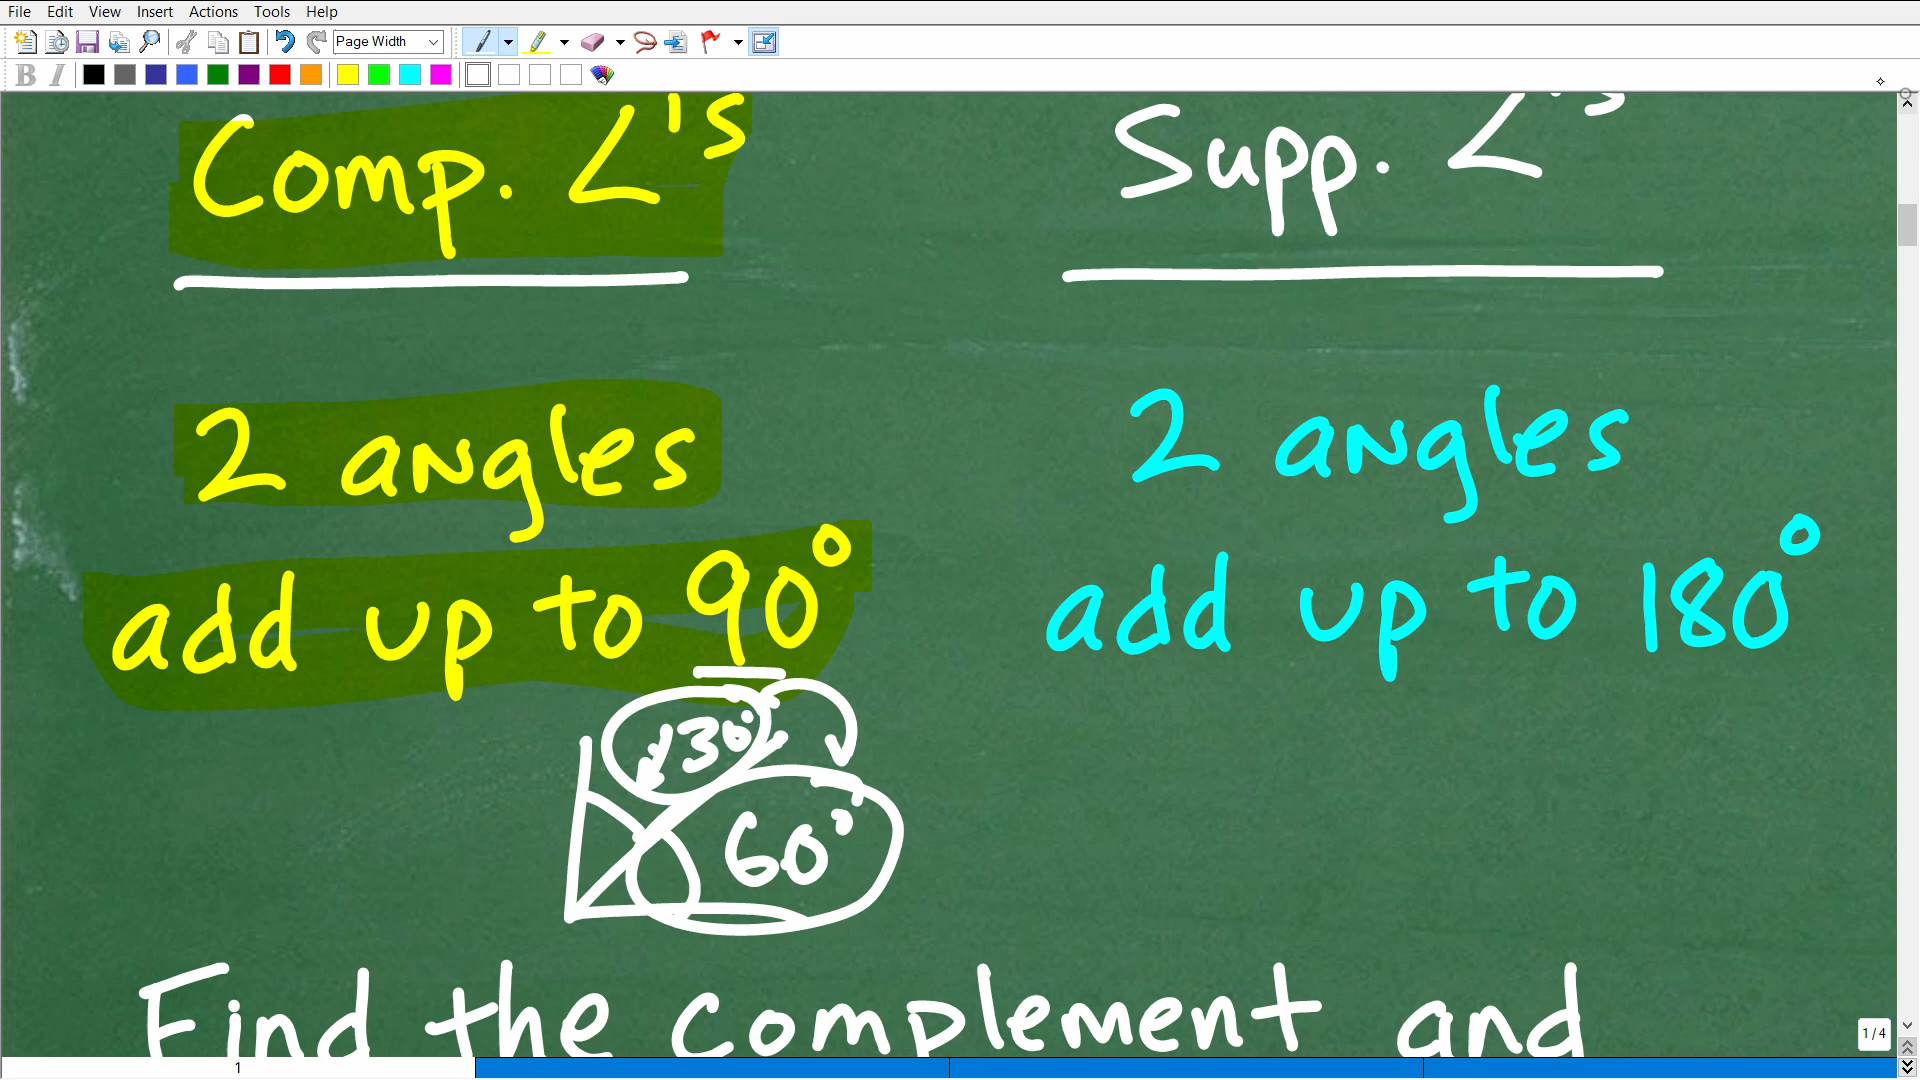 File Edit View Insert Actions Tools Help
Page Width
B I
Comp. ∠'s
Supp. ∠'s
2 angles
add up to 90°
2 angles
add up to 180°
30°
60°
Find the complement and
1/4
1